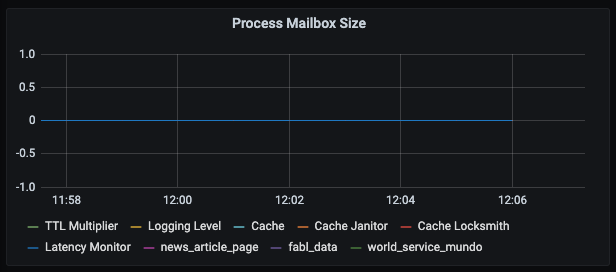 Process Mailbox Size
1.0
0.5
0
-0.5
-1.0
11:58 12:00 12:02 12:04 12:06
TTL Multiplier Logging Level Cache Cache Janitor Cache Locksmith
Latency Monitor news_article_page fabl_data world_service_mundo